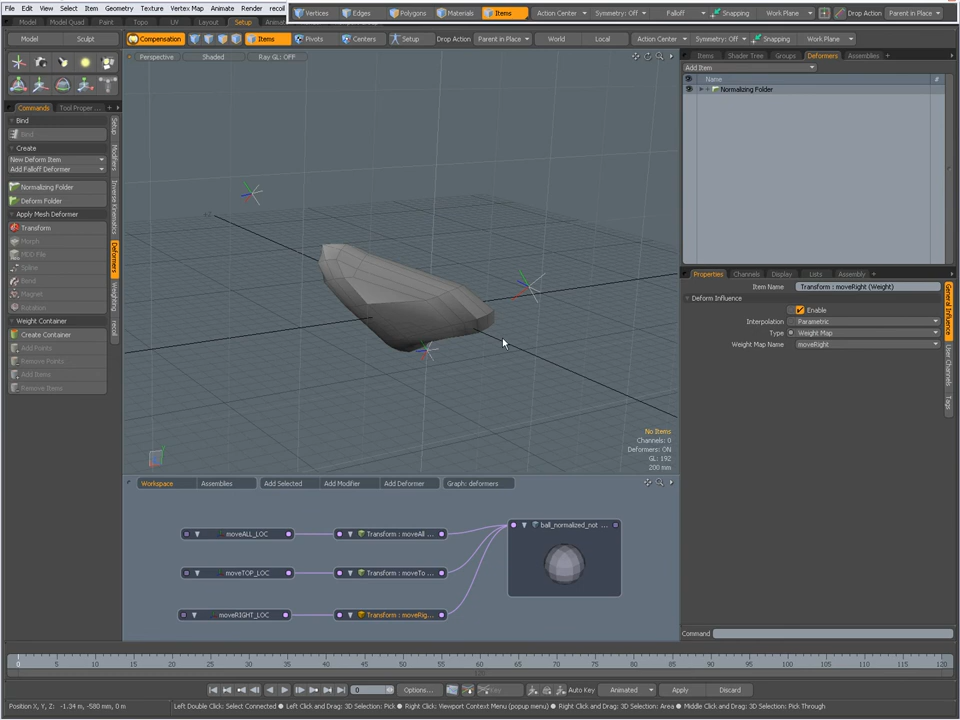 File Edit View Select Item Geometry Texture Vertex Map Animate Render recoil
Vertices Edges Polygons Materials Items Action Center Symmetry: Off Falloff Snapping Work Plane Drop Action Parent in Place
Model Model Quad Paint Topo UV Layout Setup
Model Sculpt Compensation Items Pivots Centers Setup Drop Action Parent in Place World Local Action Center Symmetry: Off Snapping Work Plane
Perspective Shaded Ray GL: OFF
Items Shader Tree Groups Deformers Assemblies
Add Item
Name #
Normalizing Folder
Commands Tool Proper ...
Bind
Bind
Create
New Deform Item
Add Falloff Deformer
Normalizing Folder
Deform Folder
Apply Mesh Deformer
Transform
Morph
MDD File
Spline
Bend
Magnet
Rotation
Weight Container
Create Container
Add Points
Remove Points
Add Items
Remove Items
Setup
Modifiers
Inverse Kinematics
Deformers
Weighting
recoil
Properties Channels Display Lists Assembly
Item Name Transform : moveRight (Weight)
Deform Influence
Enable
Interpolation Parametric
Type Weight Map
Weight Map Name moveRight
General Influence
User Channels
Tags
No Items
Channels: 0
Deformers: ON
GL: 192
200 mm
Workspace Assemblies Add Selected Add Modifier Add Deformer Graph: deformers
moveALL_LOC Transform : moveAll ... ball_normalized_not ...
moveTOP_LOC Transform : moveTo ...
moveRIGHT_LOC Transform : moveRig...
Command
0 5 10 15 20 25 30 35 40 45 50 55 60 65 70 75 80 85 90 95 100 105 110 115 120
0 Options... Keys Auto Key Animated Apply Discard
Position X, Y, Z: -1.34 m, -580 mm, 0 m Left Double Click: Select Connected ● Left Click and Drag: 3D Selection: Pick ● Right Click: Viewport Context Menu (popup menu) ● Right Click and Drag: 3D Selection: Area ● Middle Click and Drag: 3D Selection: Pick Through